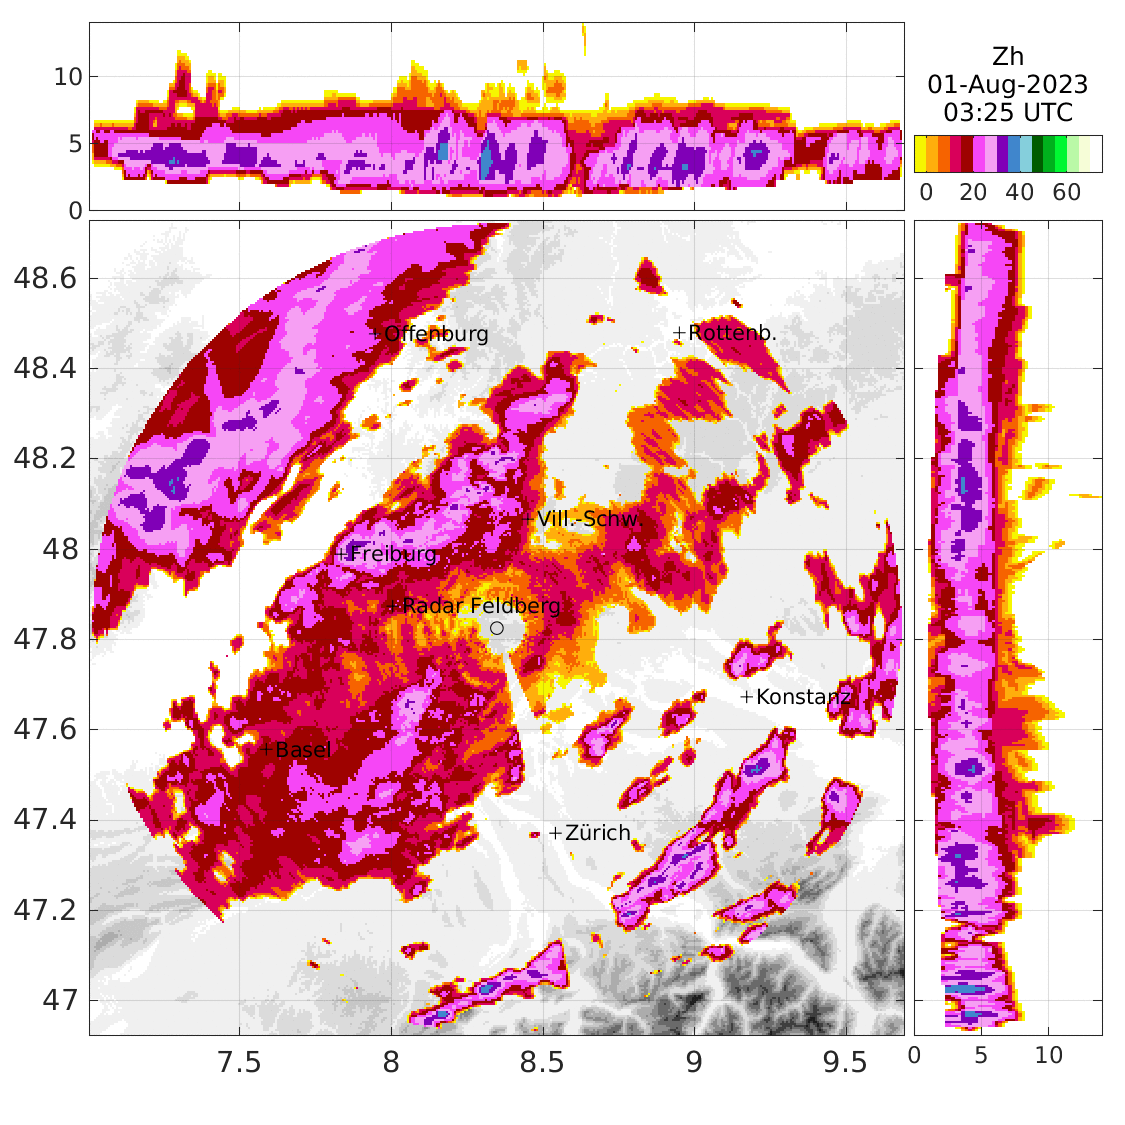 10
5
0
Zh
01-Aug-2023
03:25 UTC
0 20 40 60
48.6
48.4
48.2
48
47.8
47.6
47.4
47.2
47
+Offenburg
+Rottenb.
+Vill.-Schw.
+Freiburg
+Radar Feldberg
+Konstanz
+Basel
+Zürich
7.5 8 8.5 9 9.5
0 5 10